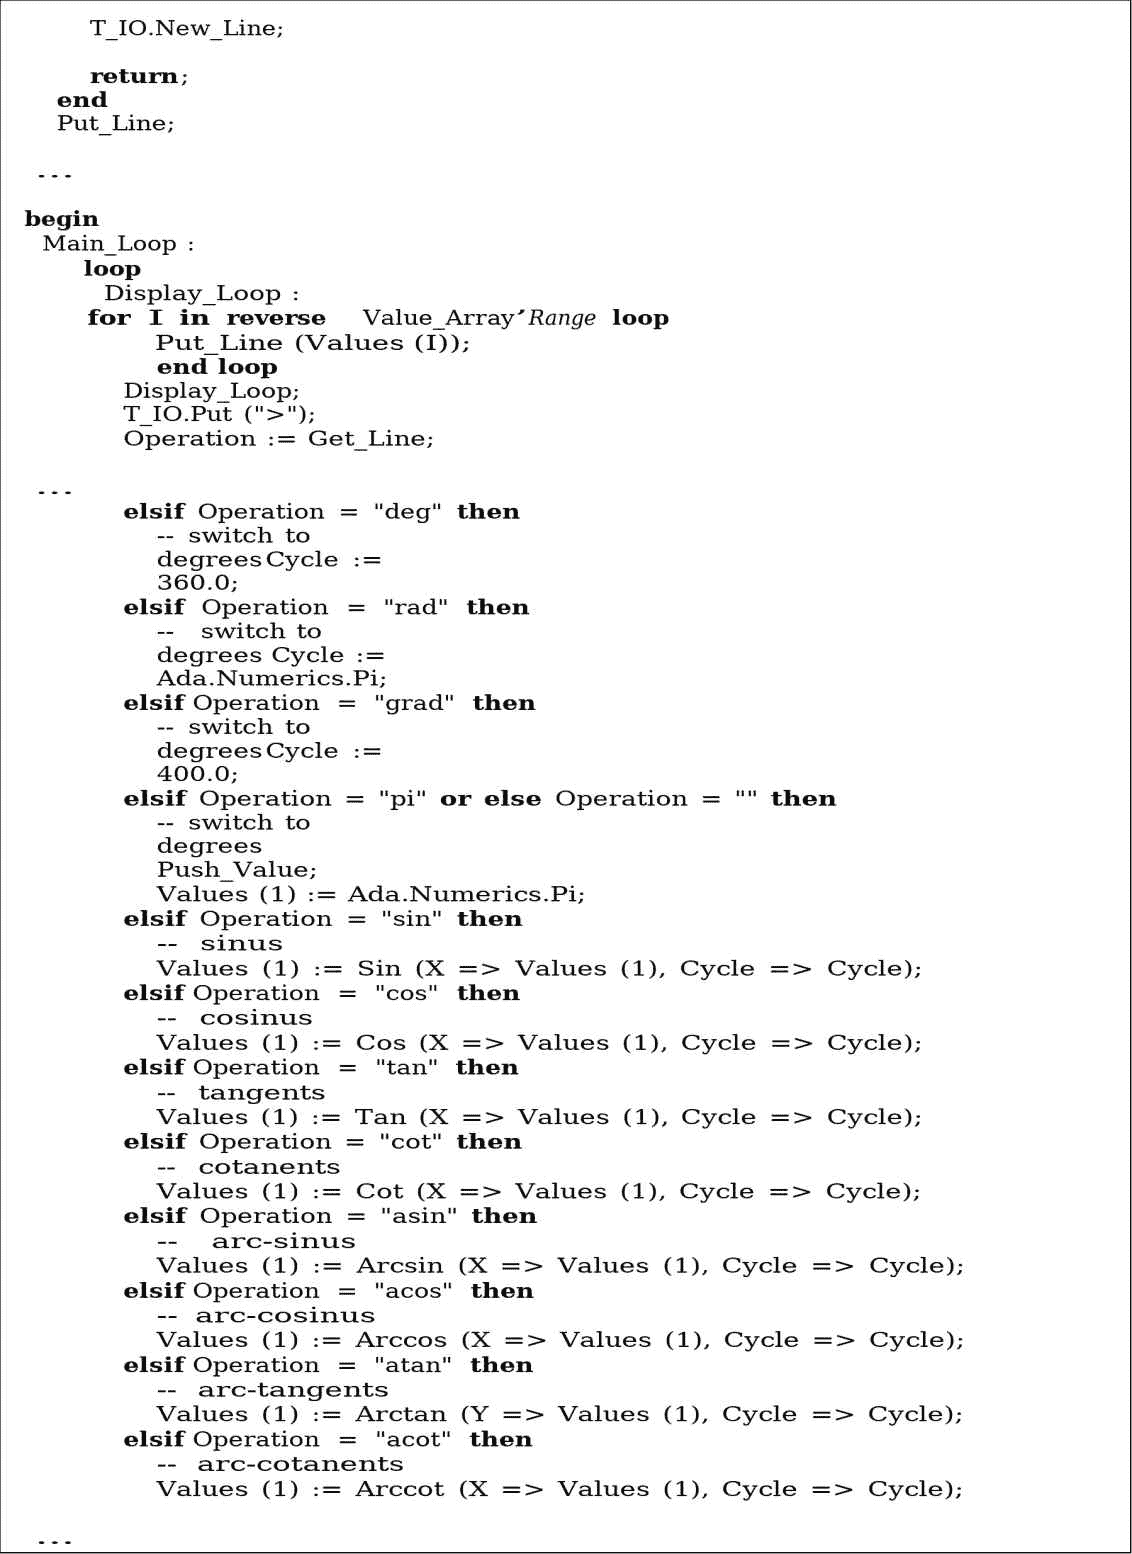 T_IO.New_Line;
return;
end
Put_Line;
...
begin
Main_Loop :
loop
Display_Loop :
for I in reverse Value_Array'Range loop
Put_Line (Values (I));
end loop
Display_Loop;
T_IO.Put (">");
Operation := Get_Line;
...
elsif Operation = "deg" then
-- switch to
degrees Cycle :=
360.0;
elsif Operation = "rad" then
-- switch to
degrees Cycle :=
Ada.Numerics.Pi;
elsif Operation = "grad" then
-- switch to
degrees Cycle :=
400.0;
elsif Operation = "pi" or else Operation = "" then
-- switch to
degrees
Push_Value;
Values (1) := Ada.Numerics.Pi;
elsif Operation = "sin" then
-- sinus
Values (1) := Sin (X => Values (1), Cycle => Cycle);
elsif Operation = "cos" then
-- cosinus
Values (1) := Cos (X => Values (1), Cycle => Cycle);
elsif Operation = "tan" then
-- tangents
Values (1) := Tan (X => Values (1), Cycle => Cycle);
elsif Operation = "cot" then
-- cotanents
Values (1) := Cot (X => Values (1), Cycle => Cycle);
elsif Operation = "asin" then
-- arc-sinus
Values (1) := Arcsin (X => Values (1), Cycle => Cycle);
elsif Operation = "acos" then
-- arc-cosinus
Values (1) := Arccos (X => Values (1), Cycle => Cycle);
elsif Operation = "atan" then
-- arc-tangents
Values (1) := Arctan (Y => Values (1), Cycle => Cycle);
elsif Operation = "acot" then
-- arc-cotanents
Values (1) := Arccot (X => Values (1), Cycle => Cycle);
...